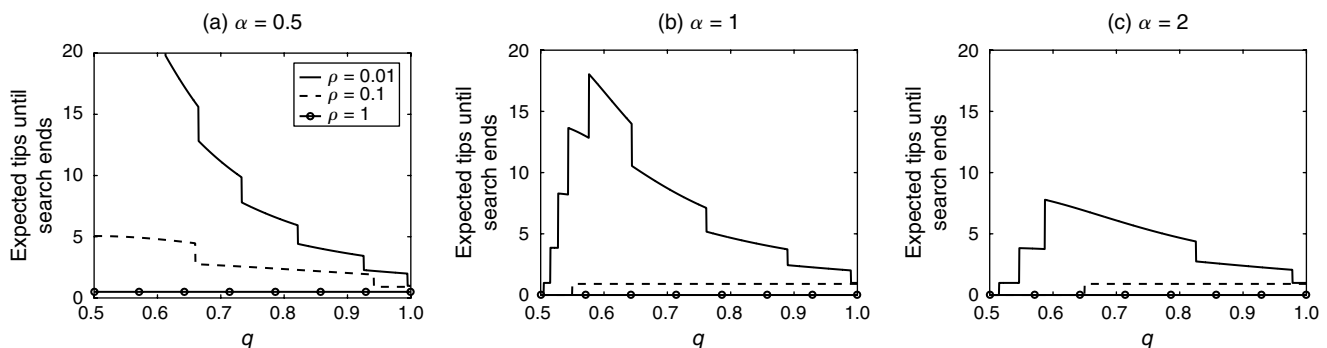 (a) α = 0.5
Expected tips until
search ends
20
15
10
5
0
0.5 0.6 0.7 0.8 0.9 1.0
q
ρ = 0.01
ρ = 0.1
ρ = 1
(b) α = 1
Expected tips until
search ends
20
15
10
5
0
0.5 0.6 0.7 0.8 0.9 1.0
q
(c) α = 2
Expected tips until
search ends
20
15
10
5
0
0.5 0.6 0.7 0.8 0.9 1.0
q